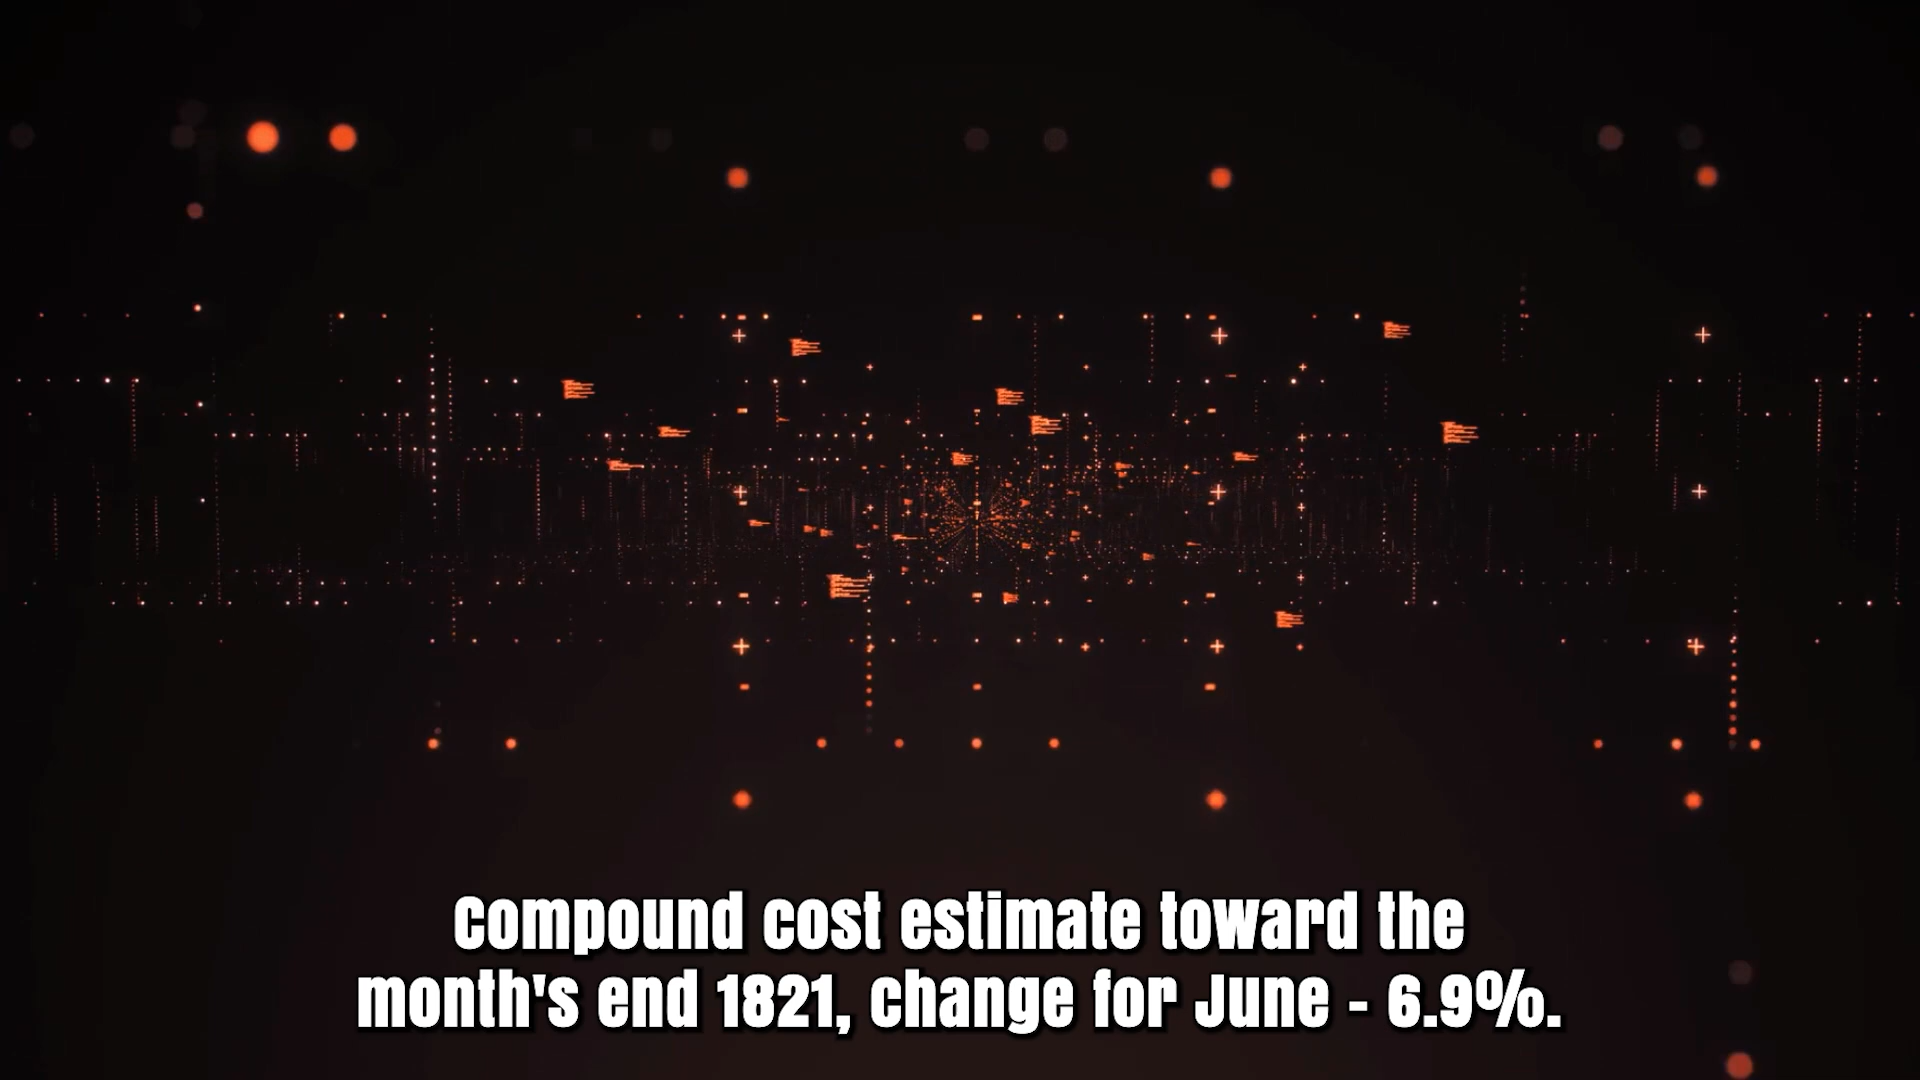 Compound cost estimate toward the
month's end 1821, change for June - 6.9%.